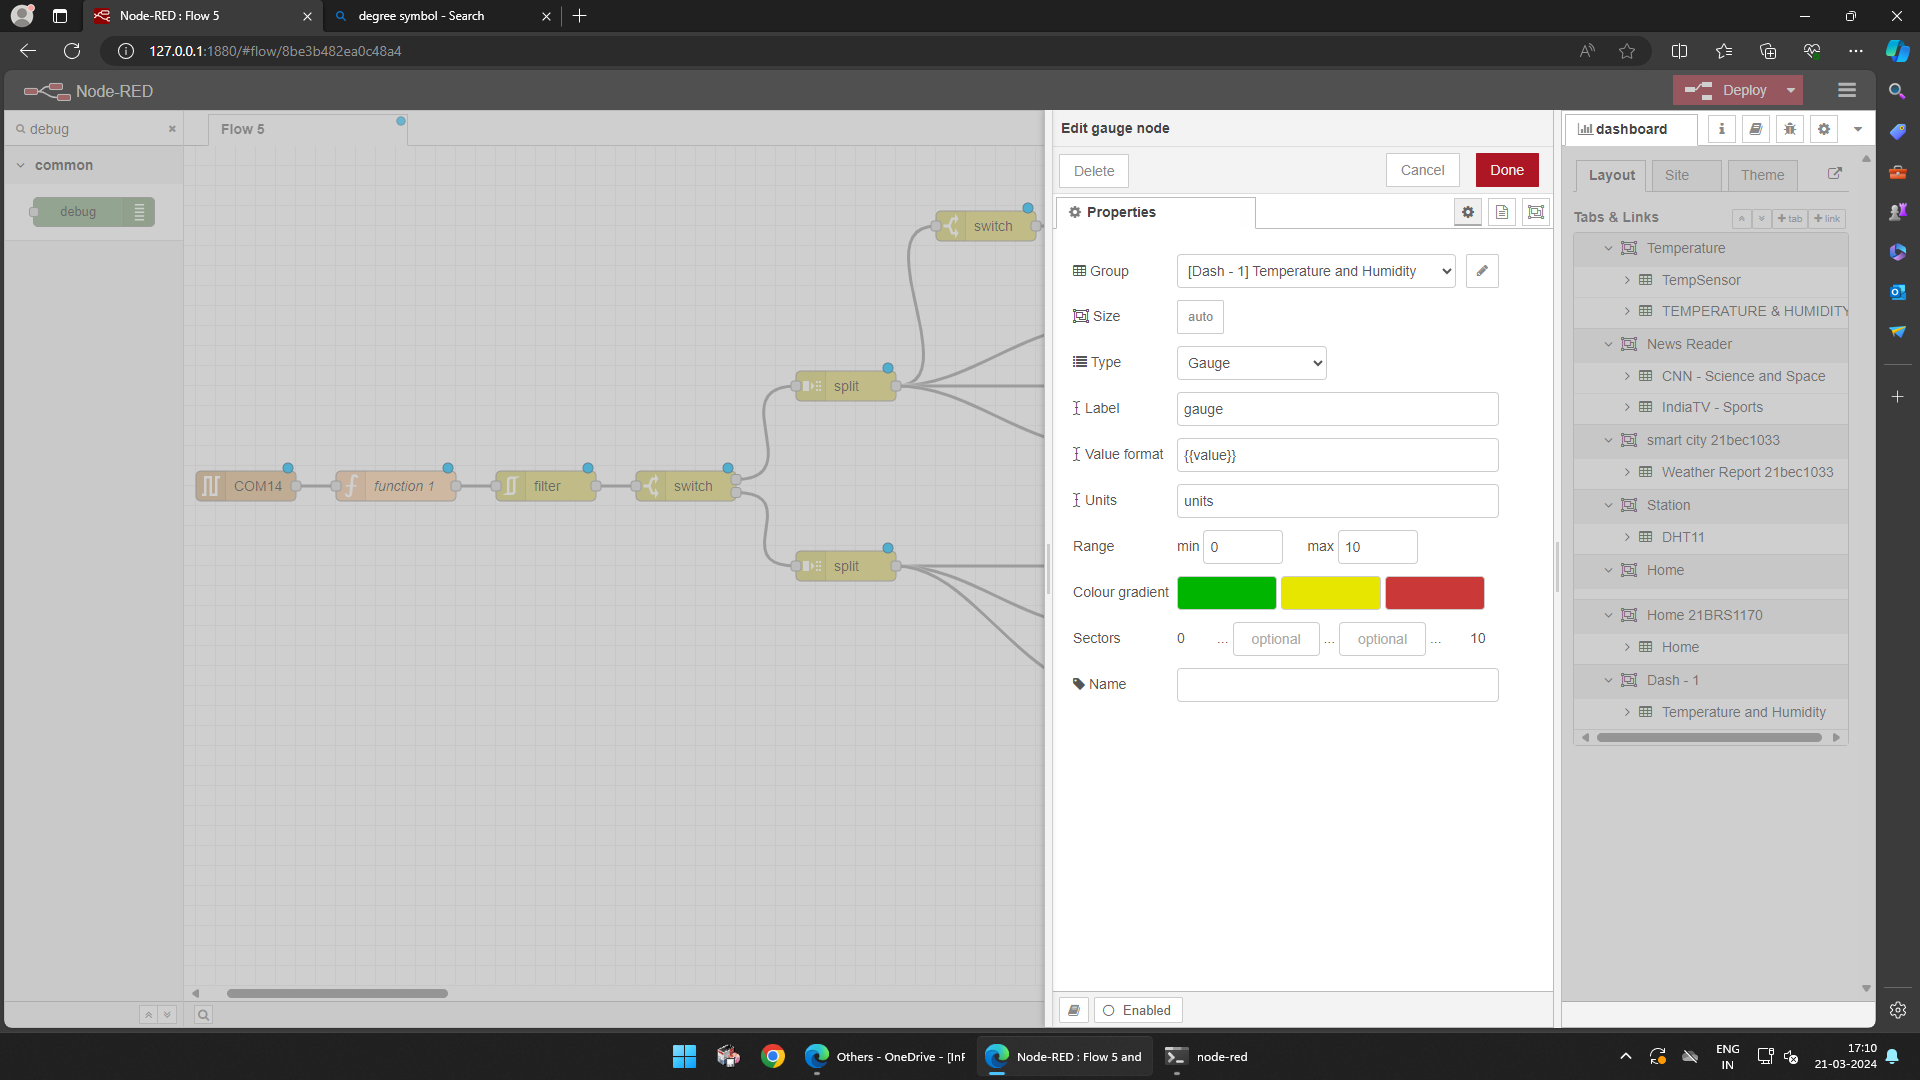 Node-RED : Flow 5
degree symbol - Search
127.0.0.1:1880/#flow/8be3b482ea0c48a4
Node-RED
Deploy
debug
common
debug
Flow 5
COM14
function 1
filter
switch
split
split
switch
Edit gauge node
Delete
Cancel
Done
Properties
Group
[Dash - 1] Temperature and Humidity
Size
auto
Type
Gauge
Label
gauge
Value format
{{value}}
Units
units
Range
min 0
max 10
Colour gradient
Sectors
0 ... optional ... optional ... 10
Name
Enabled
dashboard
Layout
Site
Theme
Tabs & Links
+ tab
+ link
Temperature
TempSensor
TEMPERATURE & HUMIDITY
News Reader
CNN - Science and Space
IndiaTV - Sports
smart city 21bec1033
Weather Report 21bec1033
Station
DHT11
Home
Home 21BRS1170
Home
Dash - 1
Temperature and Humidity
Others - OneDrive - [InF
Node-RED : Flow 5 and
node-red
ENG
IN
17:10
21-03-2024